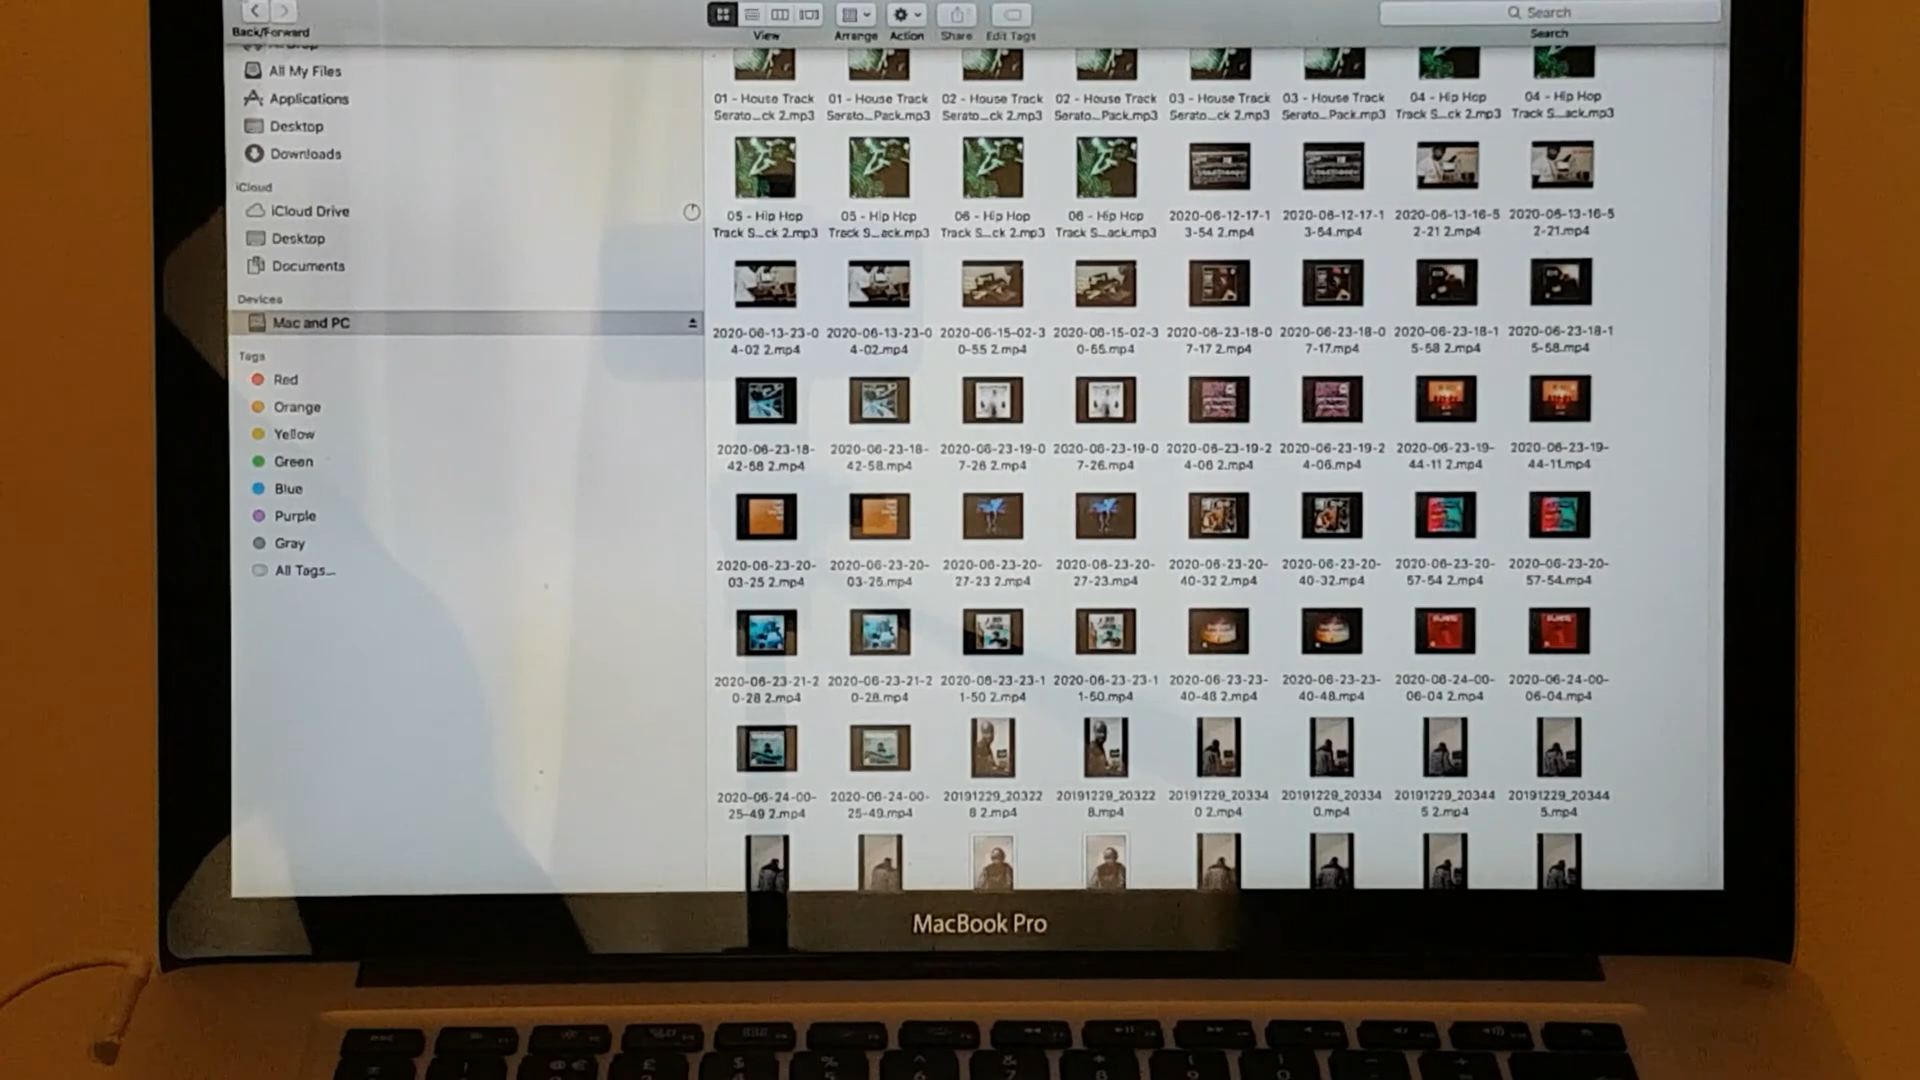 Back/Forward
View
Arrange
Action
Share
Edit Tags
Search
Search
All My Files
Applications
Desktop
Downloads
iCloud
iCloud Drive
Desktop
Documents
Devices
Mac and PC
Tags
Red
Orange
Yellow
Green
Blue
Purple
Gray
All Tags...
01 - House Track 01 - House Track 02 - House Track 02 - House Track 03 - House Track 03 - House Track 04 - Hip Hop 04 - Hip Hop
Serato...ck 2.mp3 Serato...Pack.mp3 Serato...ck 2.mp3 Serato...Pack.mp3 Serato...ck 2.mp3 Serato...Pack.mp3 Track S...ck 2.mp3 Track S...ack.mp3
05 - Hip Hop 05 - Hip Hop 06 - Hip Hop 06 - Hip Hop 2020-06-12-17-1 2020-06-12-17-1 2020-06-13-16-5 2020-06-13-16-5
Track S...ck 2.mp3 Track S...ack.mp3 Track S...ck 2.mp3 Track S...ack.mp3 3-54 2.mp4 3-54.mp4 2-21 2.mp4 2-21.mp4
2020-06-13-23-0 2020-06-13-23-0 2020-06-15-02-3 2020-06-15-02-3 2020-06-23-18-0 2020-06-23-18-0 2020-06-23-18-1 2020-06-23-18-1
4-02 2.mp4 4-02.mp4 0-55 2.mp4 0-55.mp4 7-17 2.mp4 7-17.mp4 5-58 2.mp4 5-58.mp4
2020-06-23-18- 2020-06-23-18- 2020-06-23-19-0 2020-06-23-19-0 2020-06-23-19-2 2020-06-23-19-2 2020-06-23-19- 2020-06-23-19-
42-58 2.mp4 42-58.mp4 7-26 2.mp4 7-26.mp4 4-06 2.mp4 4-06.mp4 44-11 2.mp4 44-11.mp4
2020-06-23-20- 2020-06-23-20- 2020-06-23-20- 2020-06-23-20- 2020-06-23-20- 2020-06-23-20- 2020-06-23-20- 2020-06-23-20-
03-25 2.mp4 03-25.mp4 27-23 2.mp4 27-23.mp4 40-32 2.mp4 40-32.mp4 57-54 2.mp4 57-54.mp4
2020-06-23-21-2 2020-06-23-21-2 2020-06-23-23-1 2020-06-23-23-1 2020-06-23-23- 2020-06-23-23- 2020-06-24-00- 2020-06-24-00-
0-28 2.mp4 0-28.mp4 1-50 2.mp4 1-50.mp4 40-48 2.mp4 40-48.mp4 06-04 2.mp4 06-04.mp4
2020-06-24-00- 2020-06-24-00- 20191229_20322 20191229_20322 20191229_20334 20191229_20334 20191229_20344 20191229_20344
25-49 2.mp4 25-49.mp4 8 2.mp4 8.mp4 0 2.mp4 0.mp4 5 2.mp4 5.mp4
MacBook Pro